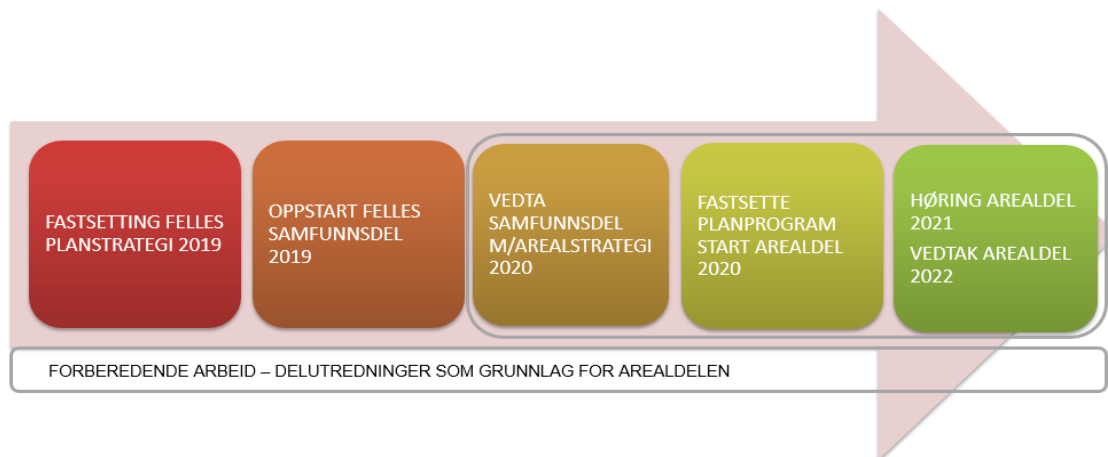 FASTSETTING FELLES
PLANSTRATEGI 2019
OPPSTART FELLES
SAMFUNNSDEL
2019
VEDTA
SAMFUNNSDEL
M/AREALSTRATEGI
2020
FASTSETTE
PLANPROGRAM
START AREALDEL
2020
HØRING AREALDEL
2021
VEDTAK AREALDEL
2022
FORBEREDENDE ARBEID – DELUTREDNINGER SOM GRUNNLAG FOR AREALDELEN